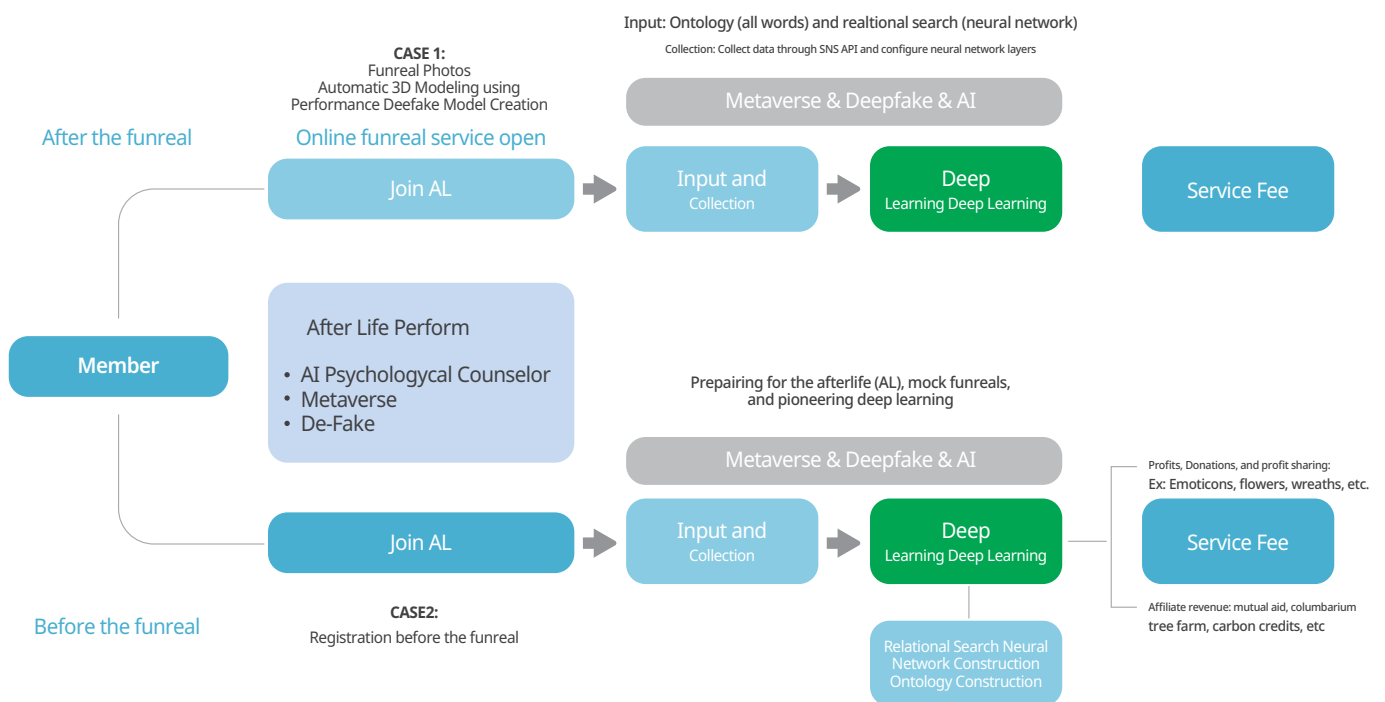 Input: Ontology (all words) and realtional search (neural network)
Collection: Collect data through SNS API and configure neural network layers
CASE 1:
Funreal Photos
Automatic 3D Modeling using
Performance Deefake Model Creation
Metaverse & Deepfake & AI
After the funreal
Online funreal service open
Join AL
Input and
Collection
Deep
Learning Deep Learning
Service Fee
After Life Perform
• AI Psychologycal Counselor
• Metaverse
• De-Fake
Member
Prepairing for the afterlife (AL), mock funreals,
and pioneering deep learning
Metaverse & Deepfake & AI
Profits, Donations, and profit sharing:
Ex: Emoticons, flowers, wreaths, etc.
Join AL
Input and
Collection
Deep
Learning Deep Learning
Service Fee
Affiliate revenue: mutual aid, columbarium
tree farm, carbon credits, etc
Before the funreal
CASE2:
Registration before the funreal
Relational Search Neural
Network Construction
Ontology Construction